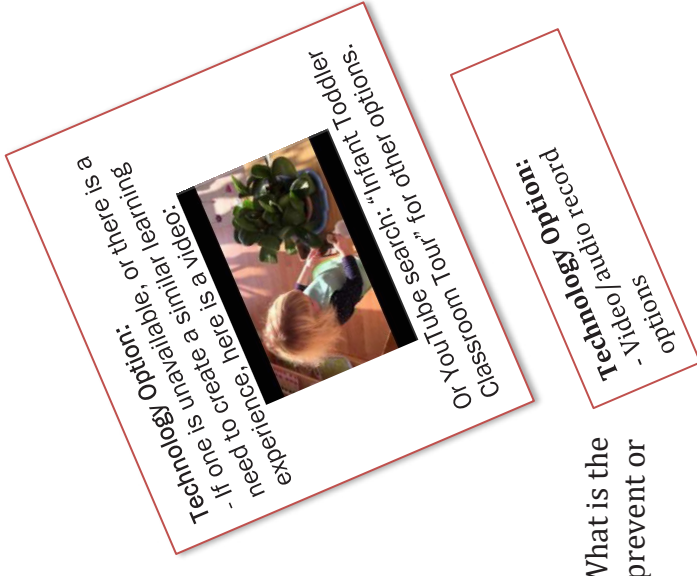 Technology Option:
- If one is unavailable, or there is a
need to create a similar learning
experience, here is a video:
Or YouTube search: “Infant Toddler
Classroom Tour” for other options.
Technology Option:
- Video/audio record
options
What is the
prevent or